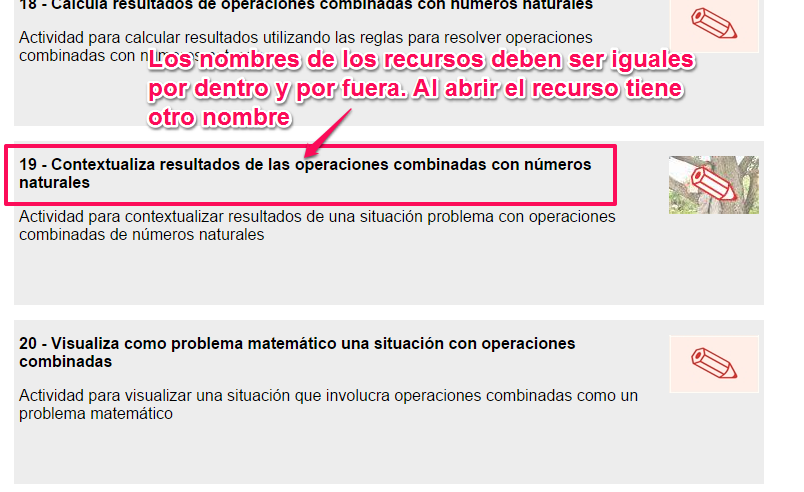 18 - Calcula resultados de operaciones combinadas con números naturales
Actividad para calcular resultados utilizando las reglas para resolver operaciones
combinadas con números
Los nombres de los recursos deben ser iguales
por dentro y por fuera. Al abrir el recurso tiene
otro nombre
19 - Contextualiza resultados de las operaciones combinadas con números
naturales
Actividad para contextualizar resultados de una situación problema con operaciones
combinadas de números naturales
20 - Visualiza como problema matemático una situación con operaciones
combinadas
Actividad para visualizar una situación que involucra operaciones combinadas como un
problema matemático